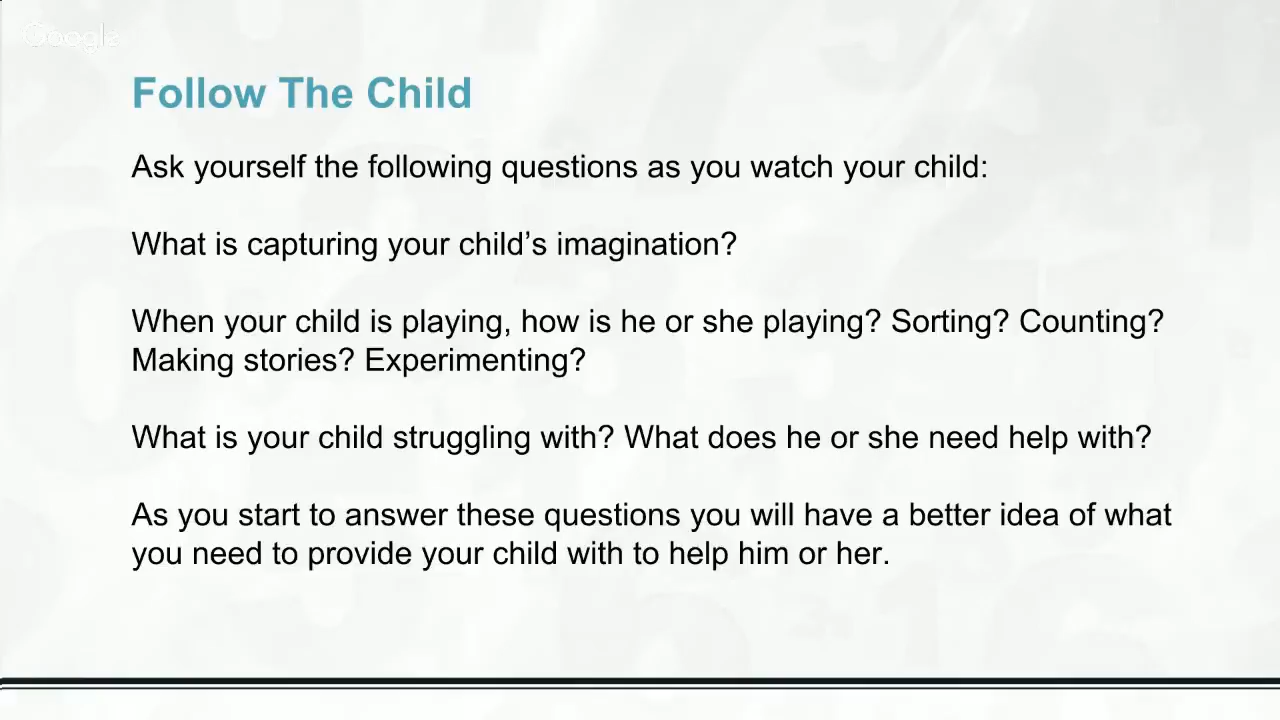 Google
Follow The Child
Ask yourself the following questions as you watch your child:
What is capturing your child’s imagination?
When your child is playing, how is he or she playing? Sorting? Counting?
Making stories? Experimenting?
What is your child struggling with? What does he or she need help with?
As you start to answer these questions you will have a better idea of what
you need to provide your child with to help him or her.